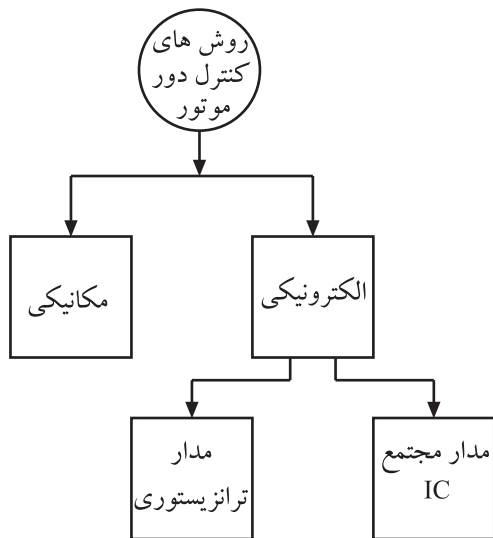 روش های
کنترل دور
موتور
الکترونیکی
مکانیکی
مدار مجتمع
IC
مدار
ترانزیستوری